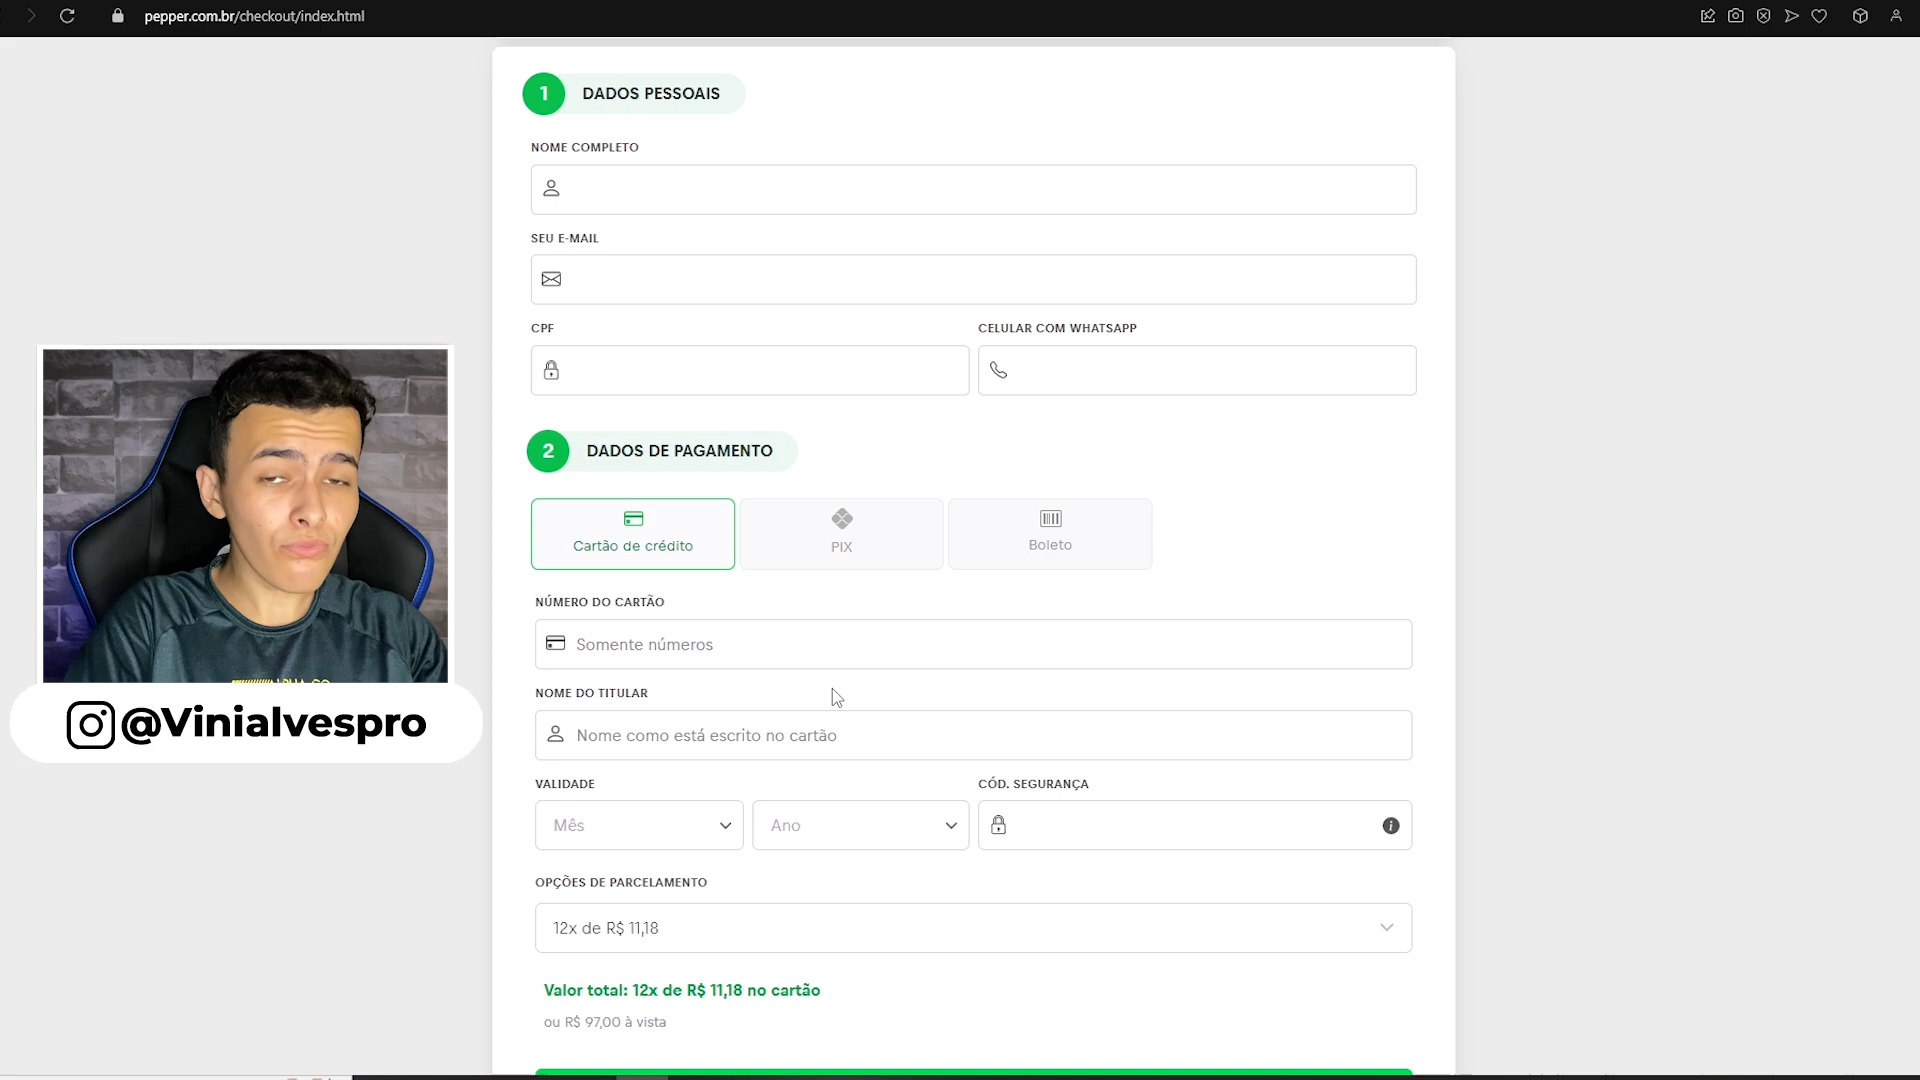 pepper.com.br/checkout/index.html
1 DADOS PESSOAIS
NOME COMPLETO
SEU E-MAIL
CPF
CELULAR COM WHATSAPP
2 DADOS DE PAGAMENTO
Cartão de crédito
PIX
Boleto
NÚMERO DO CARTÃO
Somente números
NOME DO TITULAR
Nome como está escrito no cartão
VALIDADE
CÓD. SEGURANÇA
Mês
Ano
OPÇÕES DE PARCELAMENTO
12x de R$ 11,18
Valor total: 12x de R$ 11,18 no cartão
ou R$ 97,00 à vista
@Vinialvespro